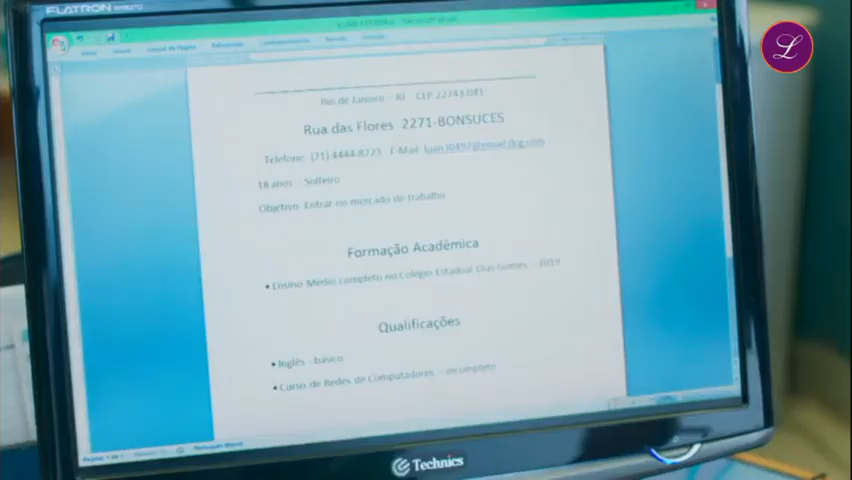 FLATRON
L
Rio de Janeiro - RJ CEP 22743-041
Rua das Flores 2271-BONSUCES
Telefone: (21) 4444-8223 E-Mail:
18 anos - Solteiro
Objetivo: Entrar no mercado de trabalho
Formação Acadêmica
• Ensino Médio completo no Colégio Estadual Dias Gomes - 2019
Qualificações
• Inglês - básico
• Curso de Redes de Computadores - incompleto
Technics